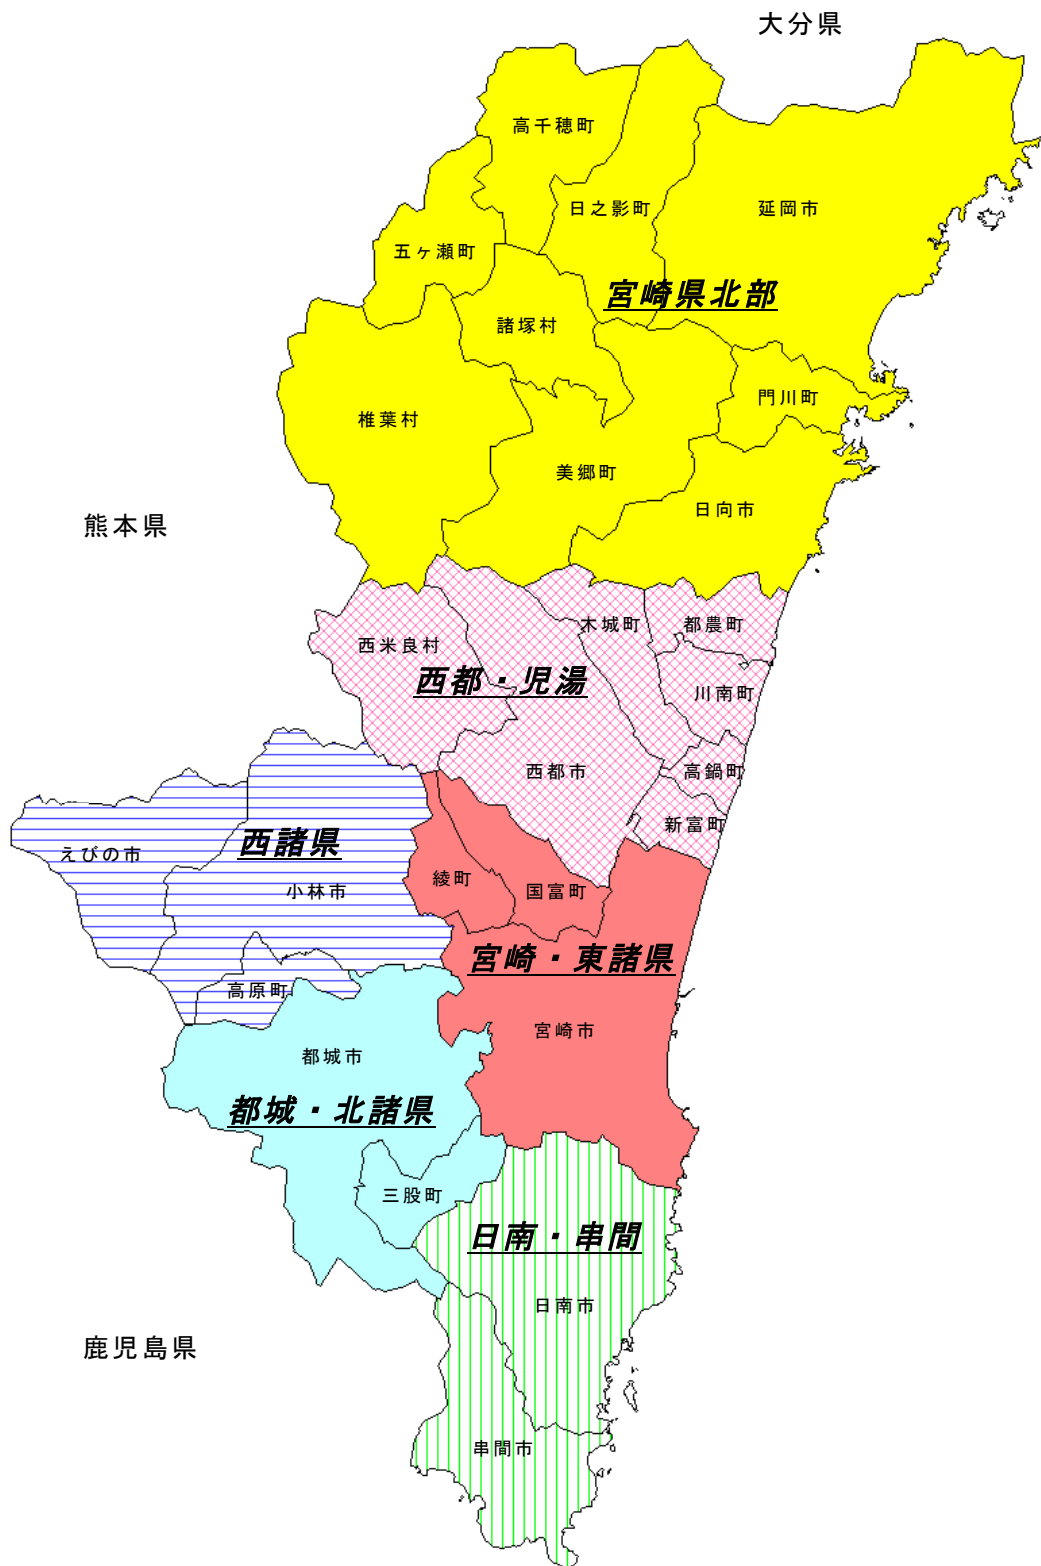 大分県
高千穂町
日之影町
延岡市
五ヶ瀬町
宮崎県北部
諸塚村
門川町
椎葉村
美郷町
日向市
熊本県
木城町
都農町
西米良村
西都・児湯
川南町
西都市
高鍋町
新富町
西諸県
えびの市
綾町
小林市
国富町
宮崎・東諸県
高原町
宮崎市
都城市
都城・北諸県
三股町
日南・串間
日南市
鹿児島県
串間市